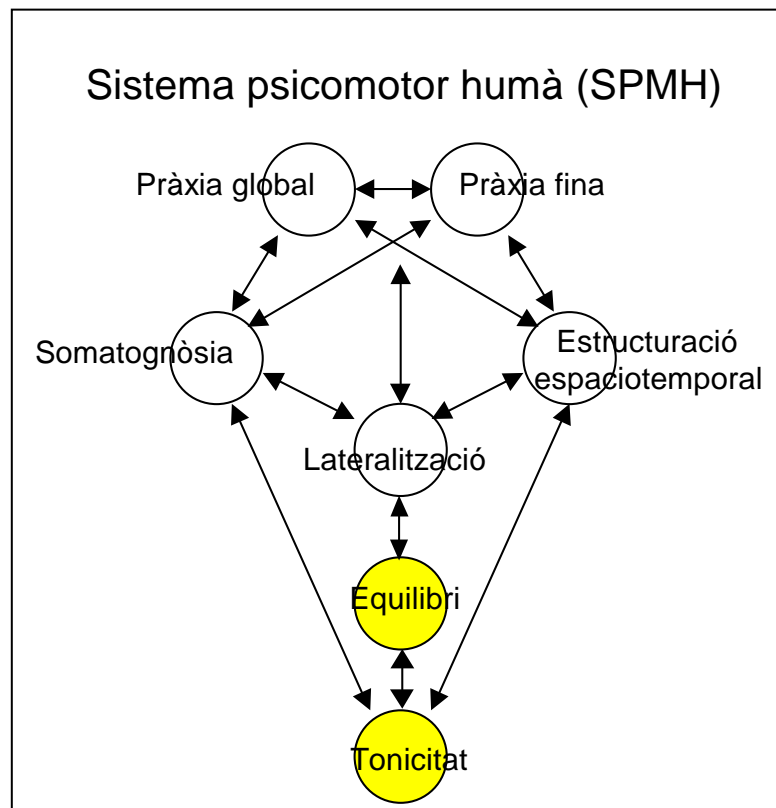 Sistema psicomotor humà (SPMH)
Pràxia global
Pràxia fina
Somatognòsia
Estructuració
espaciotemporal
Lateralització
Equilibri
Tonicitat